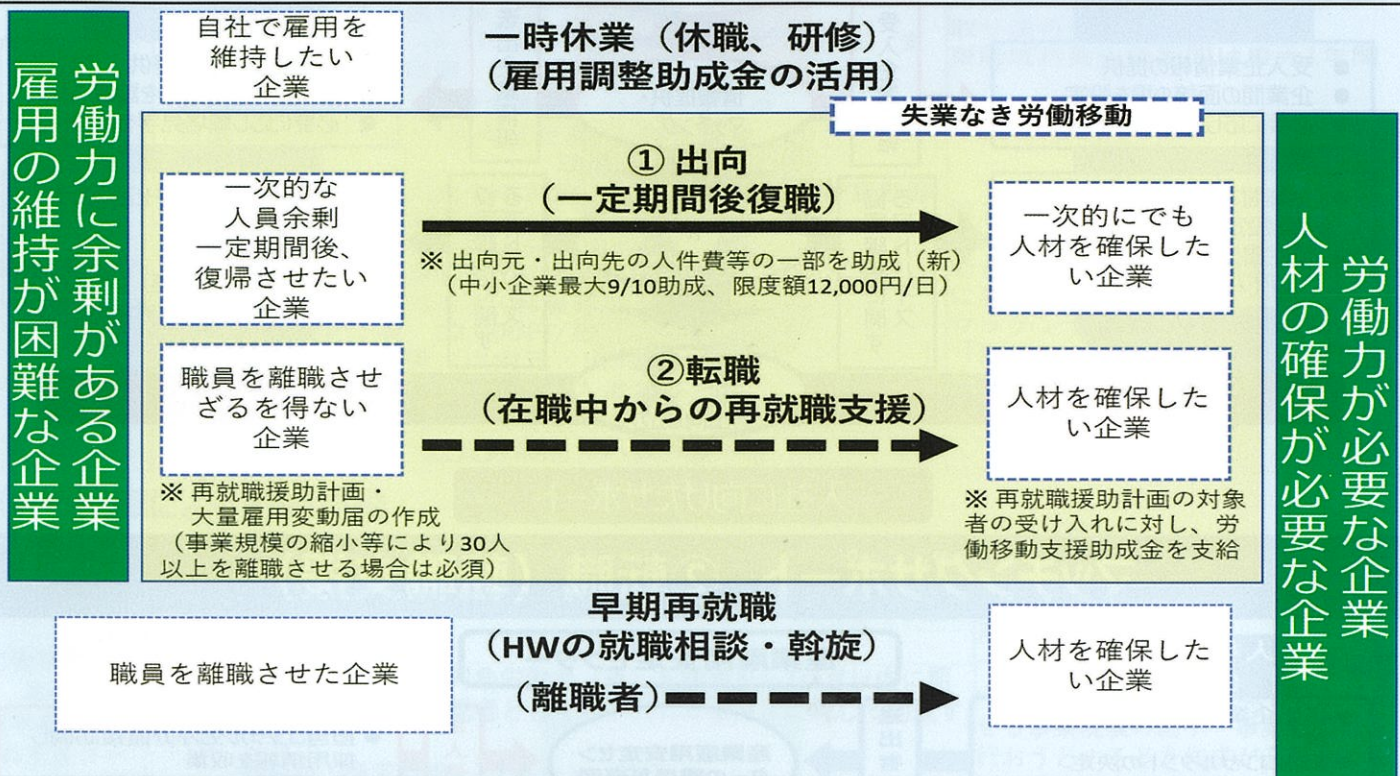 労働力に余剰がある企業
雇用の維持が困難な企業
自社で雇用を
維持したい
企業
一時休業（休職、研修）
（雇用調整助成金の活用）
失業なき労働移動
一次的な
人員余剰
一定期間後、
復帰させたい
企業
① 出向
（一定期間後復職）
※ 出向元・出向先の人件費等の一部を助成（新）
（中小企業最大9/10助成、限度額12,000円/日）
一次的にでも
人材を確保した
い企業
職員を離職させ
ざるを得ない
企業
②転職
（在職中からの再就職支援）
人材を確保した
い企業
※ 再就職援助計画・
大量雇用変動届の作成
（事業規模の縮小等により30人
以上を離職させる場合は必須）
※ 再就職援助計画の対象
者の受け入れに対し、労
働移動支援助成金を支給
職員を離職させた企業
早期再就職
（HWの就職相談・斡旋）
（離職者）
人材を確保した
い企業
労働力が必要な企業
人材の確保が必要な企業